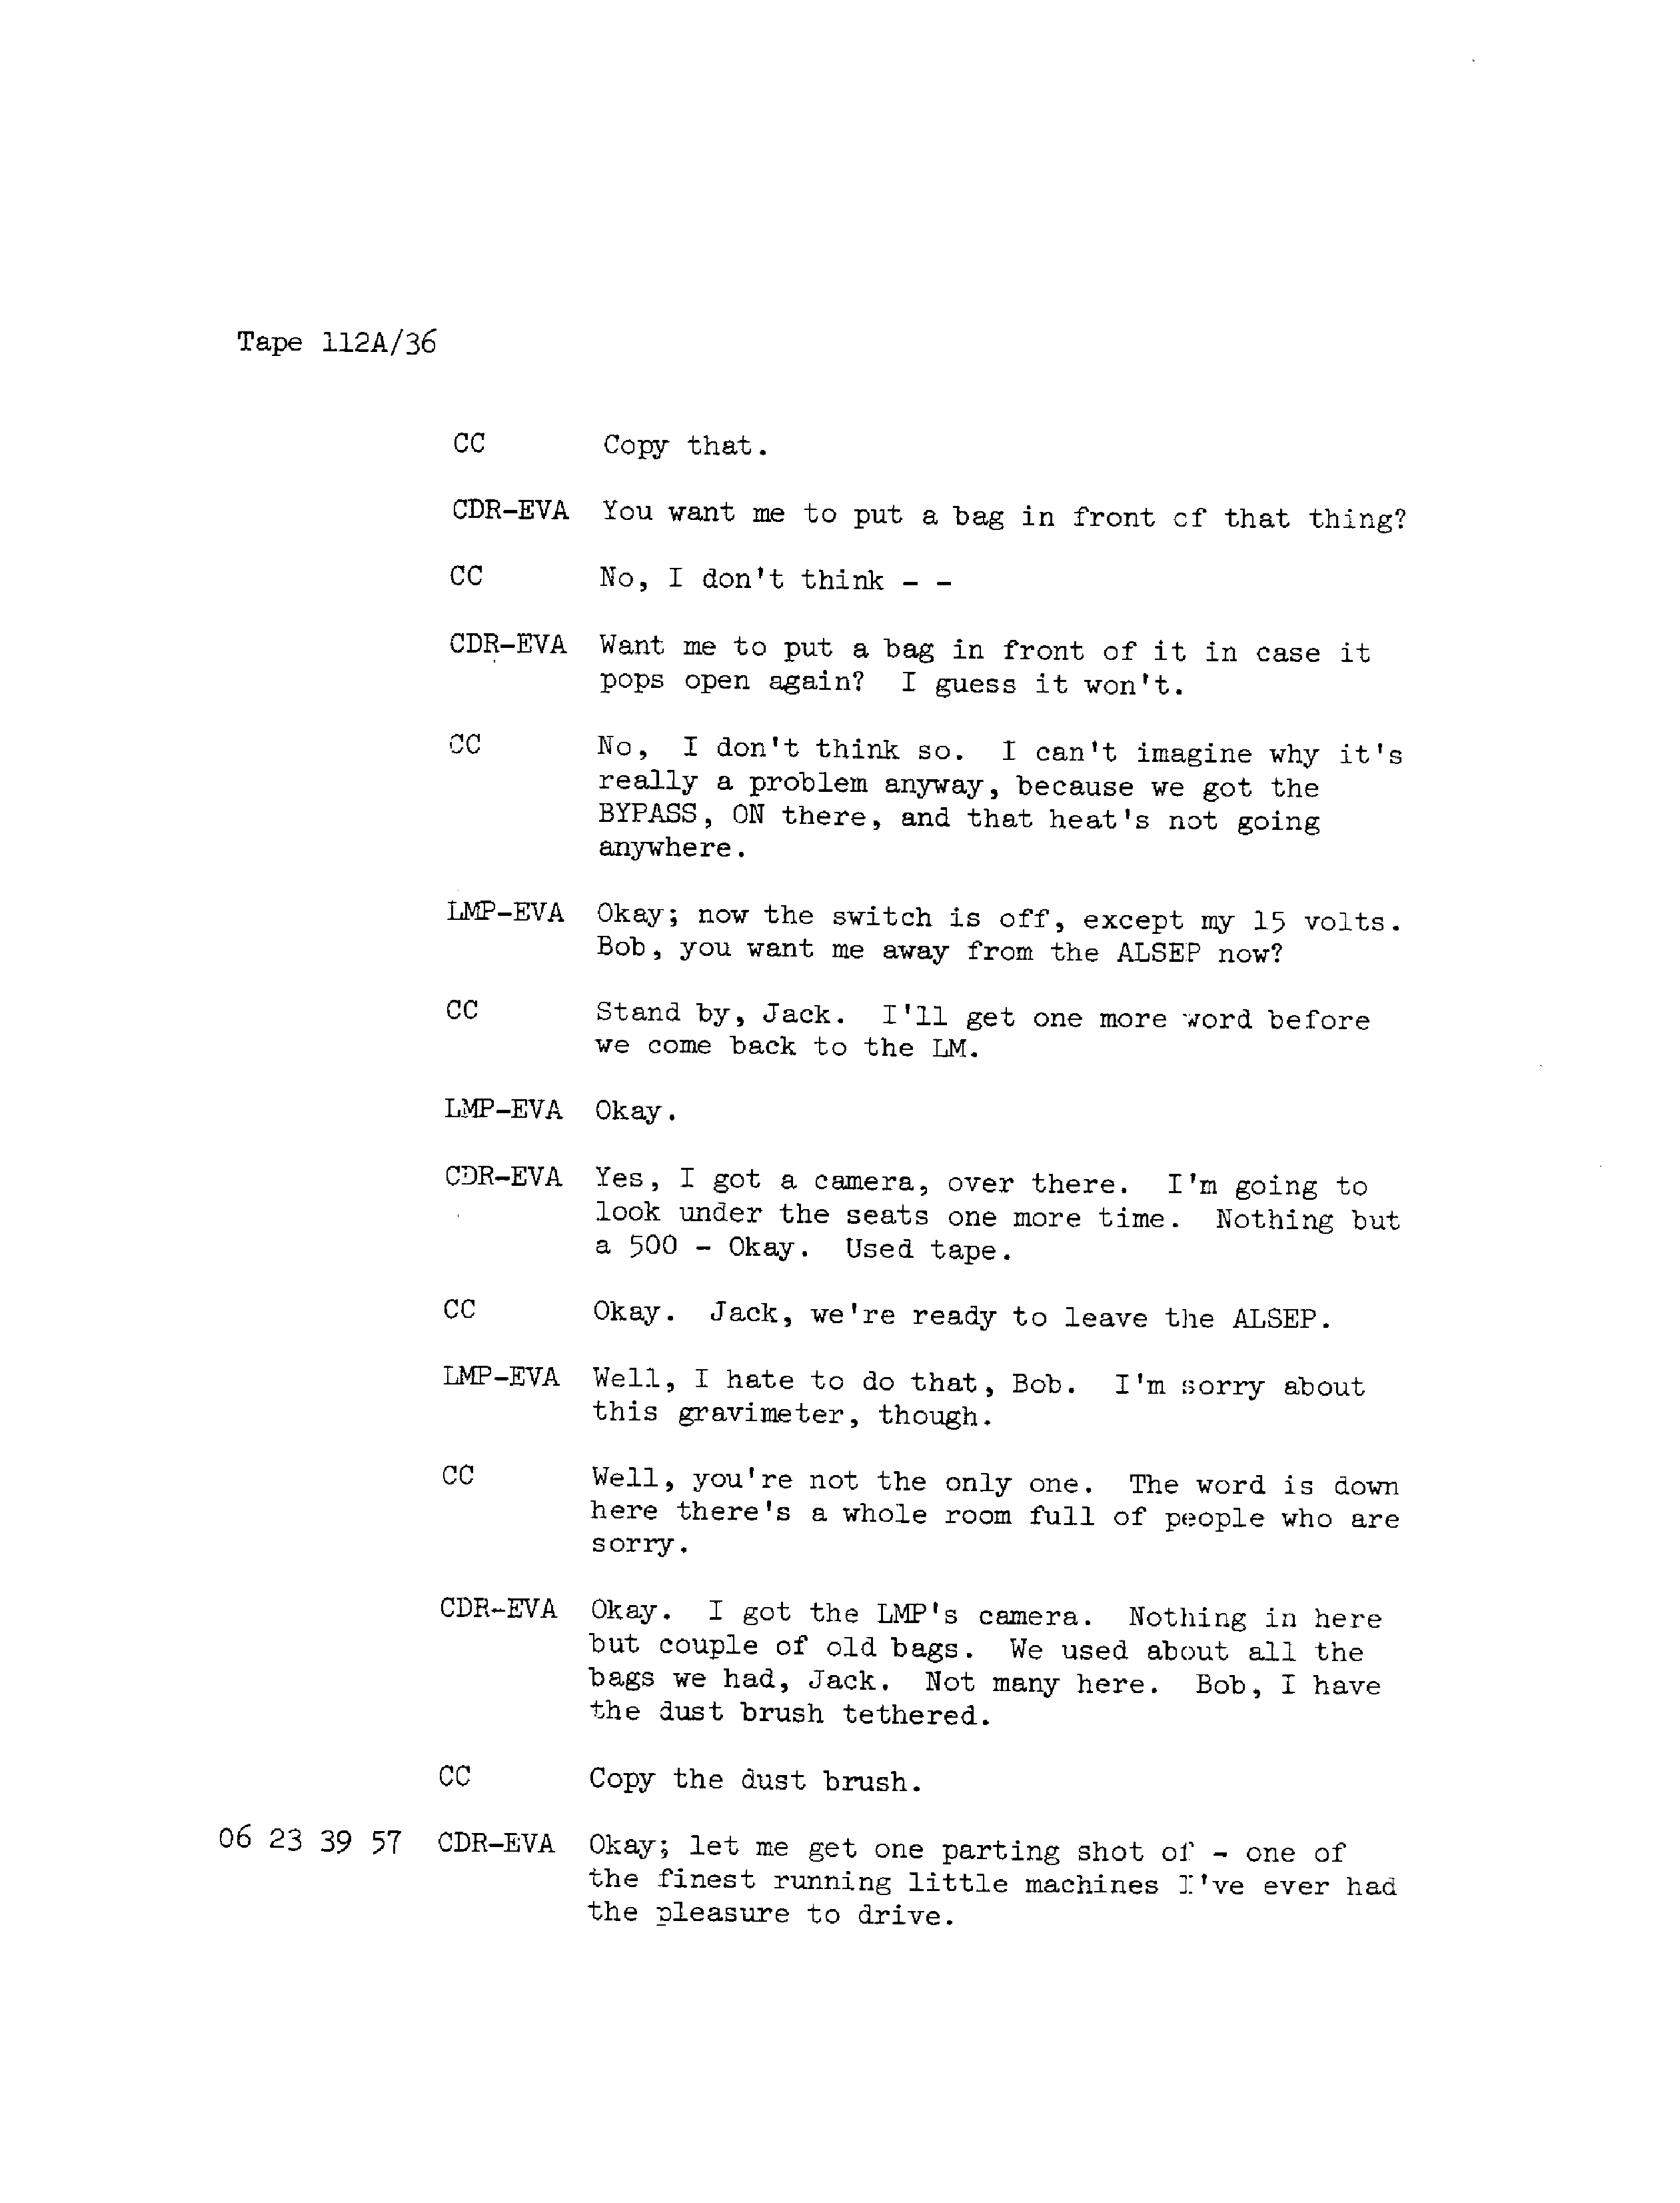 Tape 112A/36
CC Copy that.
CDR-EVA You want me to put a bag in front cf that thing?
CC No, I don't think - -
CDR-EVA Want me to put a bag in front of it in case it
pops open again? I guess it won't.
CC No, I don't think so. I can't imagine why it's
really a problem anyway, because we got the
BYPASS, ON there, and that heat's not going
anywhere.
LMP-EVA Okay; now the switch is off, except my 15 volts.
Bob, you want me away from the ALSEP now?
CC Stand by, Jack. I'll get one more word before
we come back to the LM.
LMP-EVA Okay.
CDR-EVA Yes, I got a camera, over there. I'm going to
look under the seats one more time. Nothing but
a 500 - Okay. Used tape.
CC Okay. Jack, we're ready to leave the ALSEP.
LMP-EVA Well, I hate to do that, Bob. I'm sorry about
this gravimeter, though.
CC Well, you're not the only one. The word is down
here there's a whole room full of people who are
sorry.
CDR-EVA Okay. I got the LMP's camera. Nothing in here
but couple of old bags. We used about all the
bags we had, Jack. Not many here. Bob, I have
the dust brush tethered.
CC Copy the dust brush.
06 23 39 57 CDR-EVA Okay; let me get one parting shot of - one of
the finest running little machines I've ever had
the pleasure to drive.